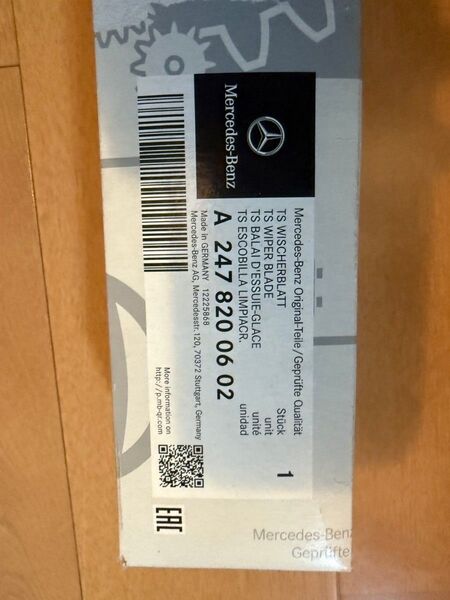 Mercedes-Benz
Mercedes-Benz Original-Teile/Geprüfte Qualität
TS WISCHERBLATT
TS WIPER BLADE
TS BALAI D'ESSUIE-GLACE
TS ESCOBILLA LIMPIACR.
Stück
unit
unité
unidad
1
A 247 820 06 02
Made in GERMANY 12225868
Mercedes-Benz AG, Mercedesstr.120, 70372 Stuttgart, Germany
More information on
http://p.mb-qr.com
EAC
Mercedes-Benz
Geprüfte